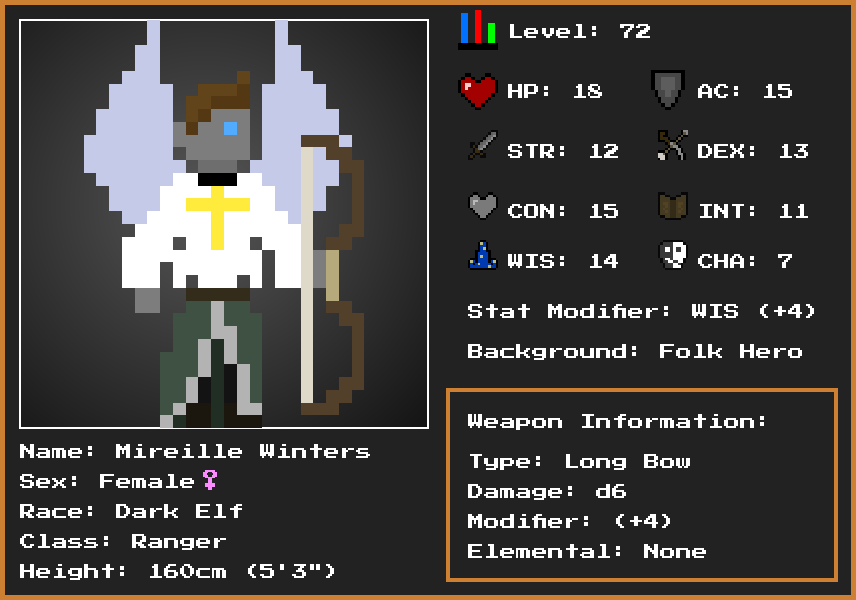 Level: 72
HP: 18
AC: 15
STR: 12
DEX: 13
CON: 15
INT: 11
WIS: 14
CHA: 7
Stat Modifier: WIS (+4)
Background: Folk Hero
Weapon Information:
Type: Long Bow
Damage: d6
Modifier: (+4)
Elemental: None
Name: Mireille Winters
Sex: Female♀
Race: Dark Elf
Class: Ranger
Height: 160cm (5'3")